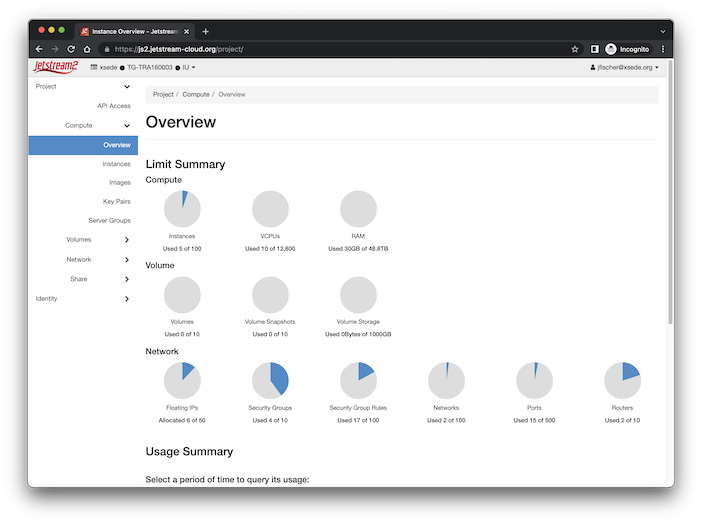 Instance Overview - Jetstream
https://js2.jetstream-cloud.org/project/
Incognito
Jetstream2
xsede
TG-TRA160003
IU
jfischer@xsede.org
Project
API Access
Compute
Overview
Instances
Images
Key Pairs
Server Groups
Volumes
Network
Share
Identity
Project / Compute / Overview
Overview
Limit Summary
Compute
Instances
Used 5 of 100
VCPUs
Used 10 of 12,800
RAM
Used 30GB of 48.8TB
Volume
Volumes
Used 0 of 10
Volume Snapshots
Used 0 of 10
Volume Storage
Used 0Bytes of 1000GB
Network
Floating IPs
Allocated 6 of 50
Security Groups
Used 4 of 10
Security Group Rules
Used 17 of 100
Networks
Used 2 of 100
Ports
Used 15 of 500
Routers
Used 2 of 10
Usage Summary
Select a period of time to query its usage: